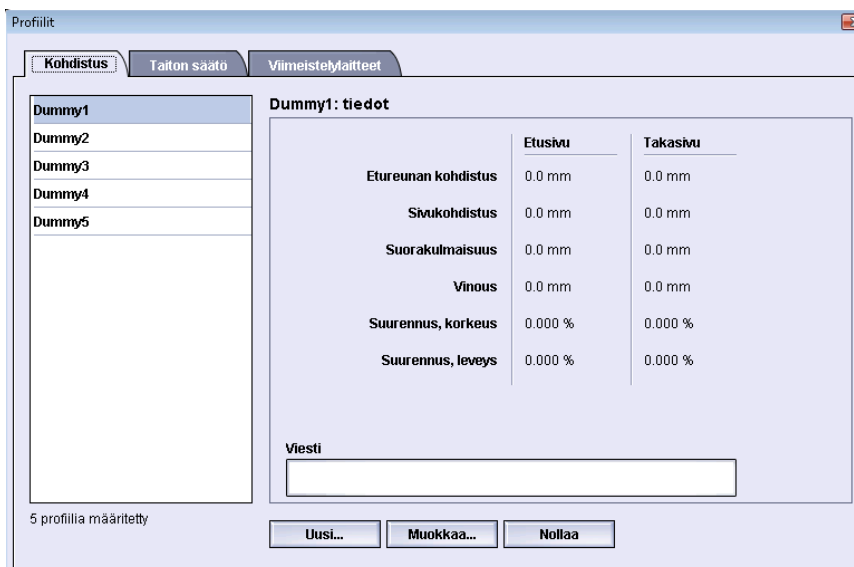 Profiilit
Kohdistus Taiton säätö Viimeistelylaitteet
Dummy1
Dummy2
Dummy3
Dummy4
Dummy5
5 profiilia määritetty
Dummy1: tiedot
Etusivu Takasivu
Etureunan kohdistus 0.0 mm 0.0 mm
Sivukohdistus 0.0 mm 0.0 mm
Suorakulmaisuus 0.0 mm 0.0 mm
Vinous 0.0 mm 0.0 mm
Suurennus, korkeus 0.000 % 0.000 %
Suurennus, leveys 0.000 % 0.000 %
Viesti
Uusi... Muokkaa... Nollaa